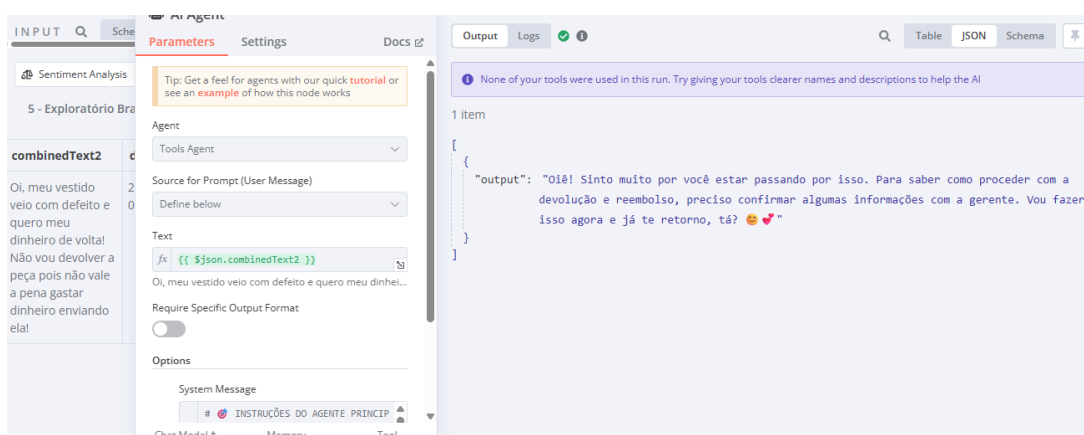 INPUT
Sche
Sentiment Analysis
5 - Exploratório Bra
combinedText2
d
Oi, meu vestido
veio com defeito e
quero meu
dinheiro de volta!
Não vou devolver a
peça pois não vale
a pena gastar
dinheiro enviando
ela!
2
0
AI Agent
Parameters
Settings
Docs
Tip: Get a feel for agents with our quick tutorial or
see an example of how this node works
Agent
Tools Agent
Source for Prompt (User Message)
Define below
Text
fx {{ $json.combinedText2 }}
Oi, meu vestido veio com defeito e quero meu dinhei...
Require Specific Output Format
Options
System Message
# 🎯 INSTRUÇÕES DO AGENTE PRINCIP
Chat Model *
Memory
Tool
Output
Logs
Table
JSON
Schema
None of your tools were used in this run. Try giving your tools clearer names and descriptions to help the AI
1 item
[
{
"output": "Oiê! Sinto muito por você estar passando por isso. Para saber como proceder com a
devolução e reembolso, preciso confirmar algumas informações com a gerente. Vou fazer
isso agora e já te retorno, tá? 😊💕"
}
]